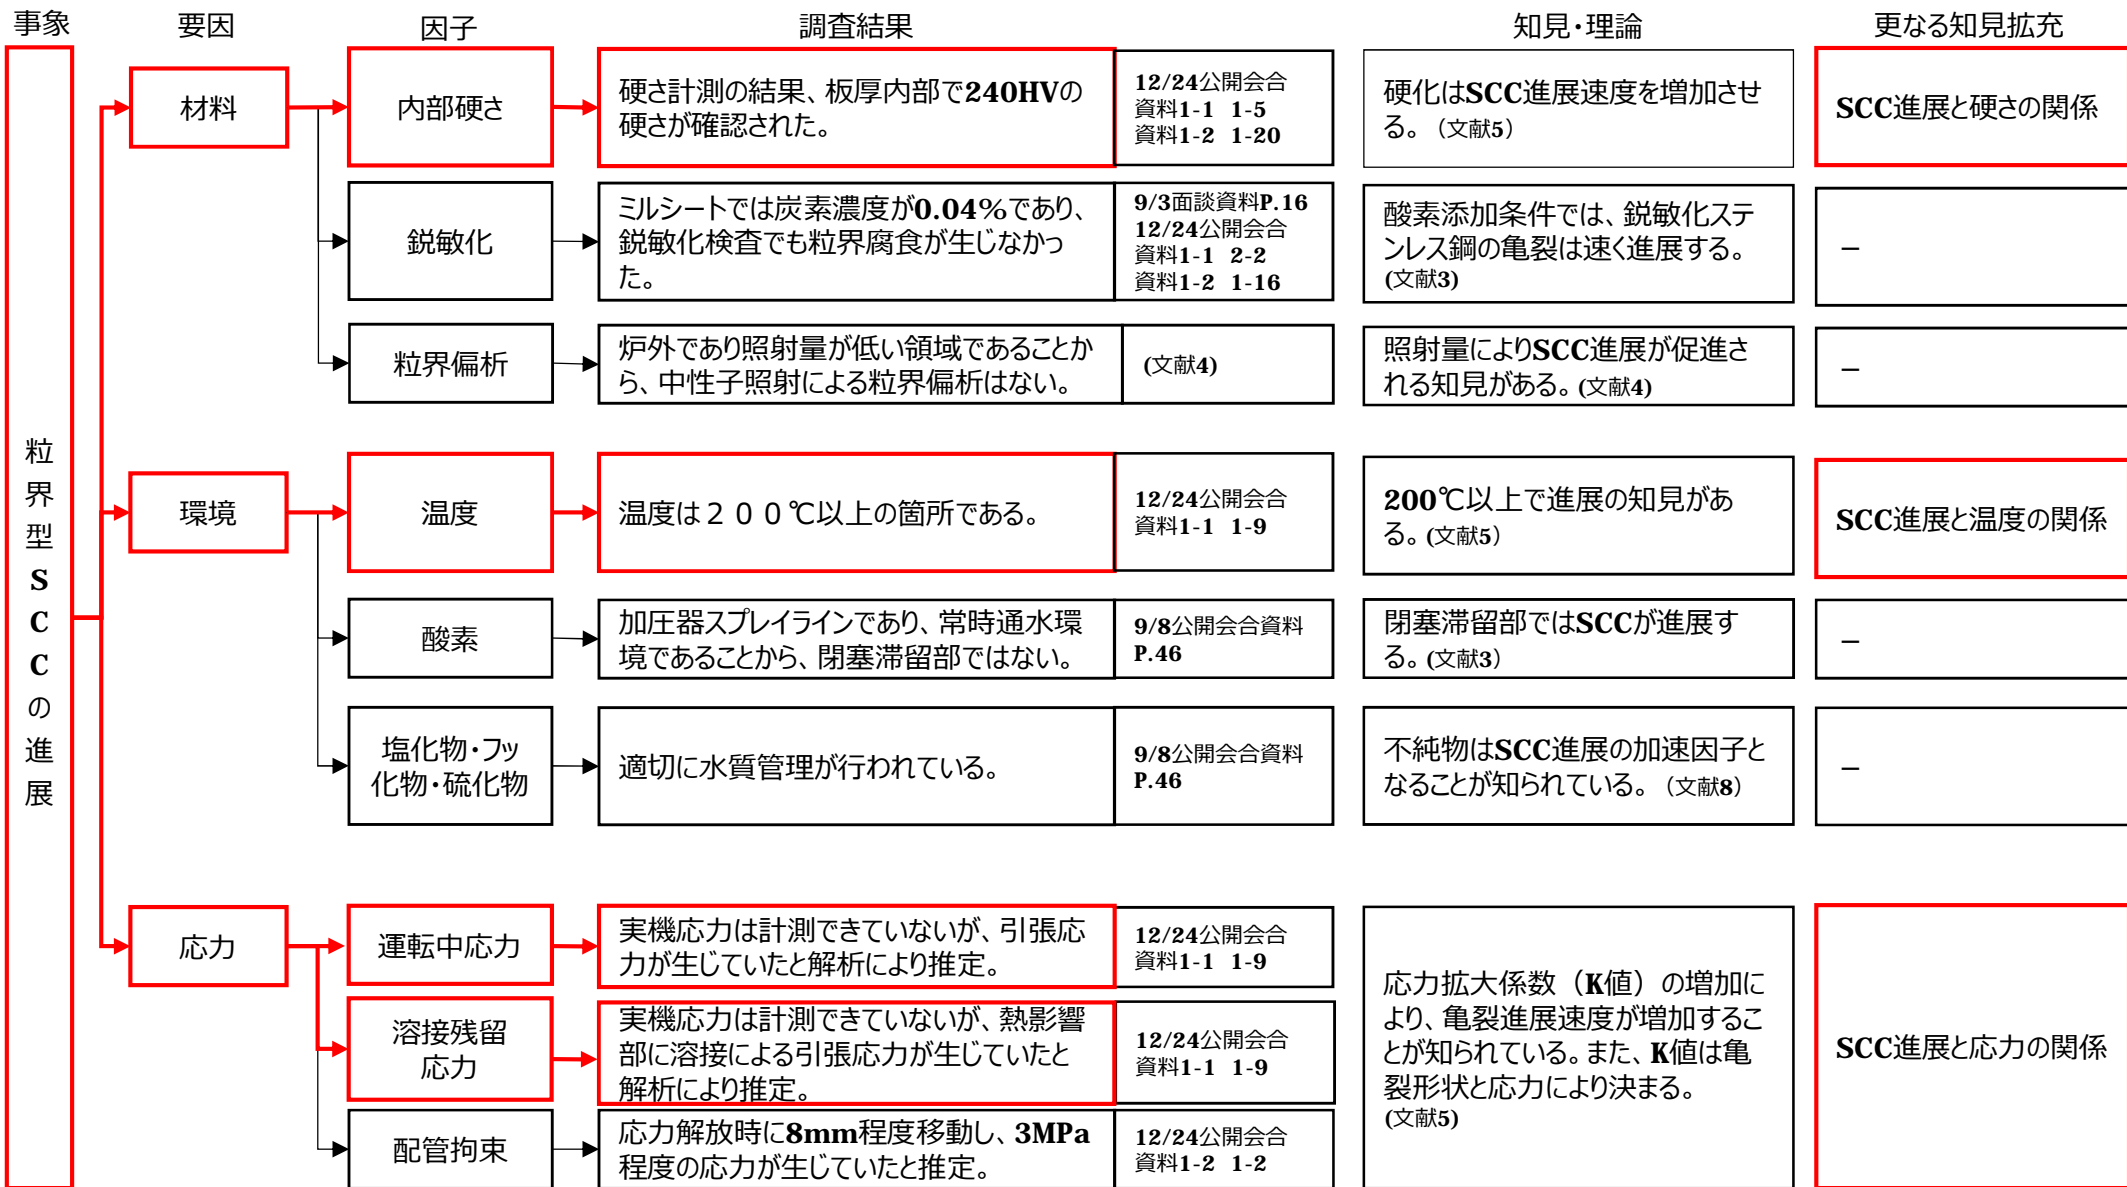 事象
要因
因子
調査結果
知見・理論
更なる知見拡充
粒界型SCCの進展
材料
内部硬さ
硬さ計測の結果、板厚内部で240HVの
硬さが確認された。
12/24公開会合
資料1-1 1-5
資料1-2 1-20
硬化はSCC進展速度を増加させ
る。（文献5）
SCC進展と硬さの関係
鋭敏化
ミルシートでは炭素濃度が0.04%であり、
鋭敏化検査でも粒界腐食が生じなかっ
た。
9/3面談資料P.16
12/24公開会合
資料1-1 2-2
資料1-2 1-16
酸素添加条件では、鋭敏化ステ
ンレス鋼の亀裂は速く進展する。
(文献3)
–
粒界偏析
炉外であり照射量が低い領域であることか
ら、中性子照射による粒界偏析はない。
(文献4)
照射量によりSCC進展が促進さ
れる知見がある。(文献4)
–
環境
温度
温度は２００℃以上の箇所である。
12/24公開会合
資料1-1 1-9
200℃以上で進展の知見があ
る。(文献5）
SCC進展と温度の関係
酸素
加圧器スプレイラインであり、常時通水環
境であることから、閉塞滞留部ではない。
9/8公開会合資料
P.46
閉塞滞留部ではSCCが進展す
る。(文献3）
–
塩化物・フッ
化物・硫化物
適切に水質管理が行われている。
9/8公開会合資料
P.46
不純物はSCC進展の加速因子と
なることが知られている。（文献8）
–
応力
運転中応力
実機応力は計測できていないが、引張応
力が生じていたと解析により推定。
12/24公開会合
資料1-1 1-9
溶接残留
応力
実機応力は計測できていないが、熱影響
部に溶接による引張応力が生じていたと
解析により推定。
12/24公開会合
資料1-1 1-9
配管拘束
応力解放時に8mm程度移動し、3MPa
程度の応力が生じていたと推定。
12/24公開会合
資料1-2 1-2
応力拡大係数（K値）の増加に
より、亀裂進展速度が増加するこ
とが知られている。また、K値は亀
裂形状と応力により決まる。
(文献5)
SCC進展と応力の関係